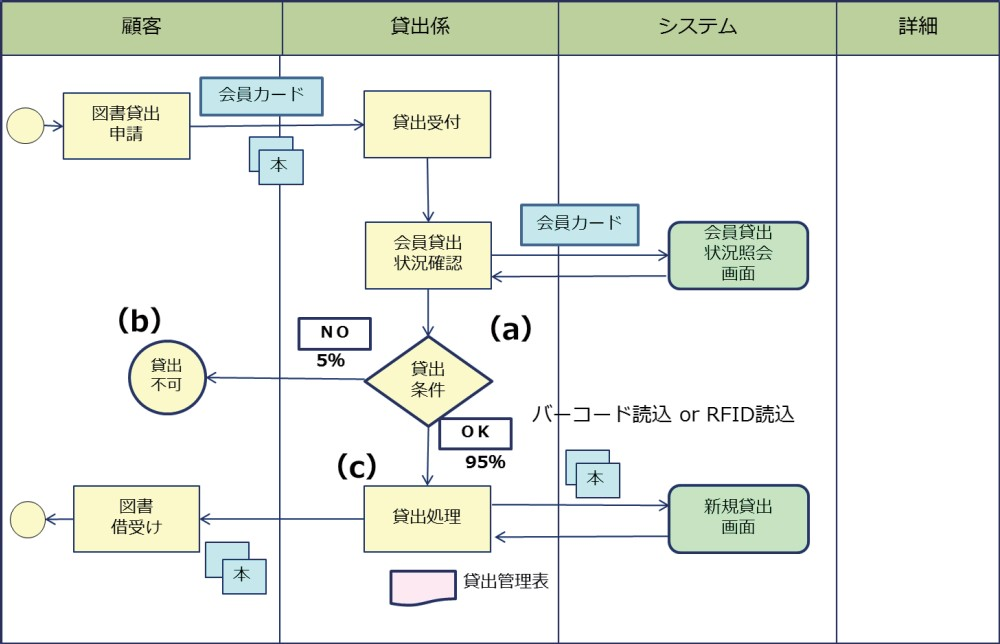 顧客
貸出係
システム
詳細
会員カード
図書貸出
申請
貸出受付
本
会員カード
会員貸出
状況確認
会員貸出
状況照会
画面
(b)
NO
5%
(a)
貸出
不可
貸出
条件
バーコード読込 or RFID読込
OK
95%
(c)
本
図書
借受け
貸出処理
新規貸出
画面
本
貸出管理表